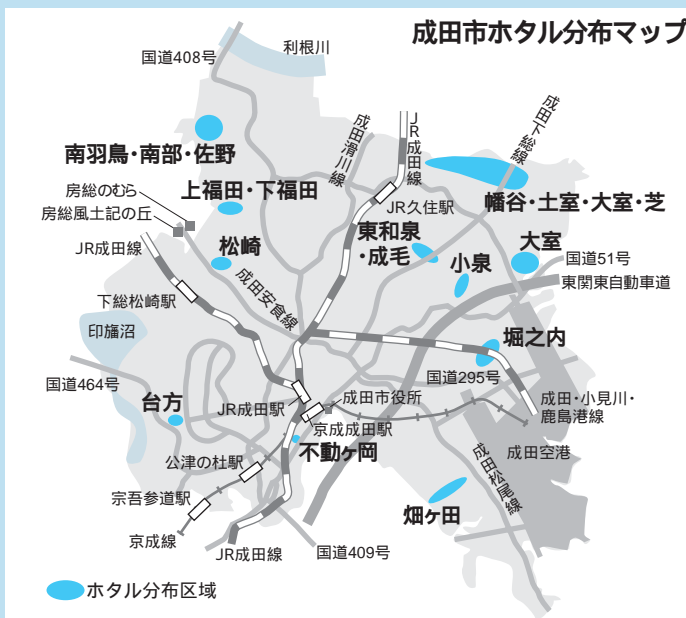 成田市ホタル分布マップ
利根川
国道408号
成田滑川線
JR成田線
成田下総線
南羽鳥・南部・佐野
上福田・下福田
房総のむら
房総風土記の丘
JR久住駅
幡谷・土室・大室・芝
東和泉
・成毛
大室
JR成田線
松崎
小泉
国道51号
東関東自動車道
成田安食線
下総松崎駅
印旛沼
堀之内
国道464号
国道295号
台方
JR成田駅
成田市役所
成田・小見川・
鹿島港線
京成成田駅
不動ヶ岡
成田空港
公津の杜駅
成田松尾線
宗吾参道駅
畑ヶ田
京成線
JR成田線
国道409号
ホタル分布区域